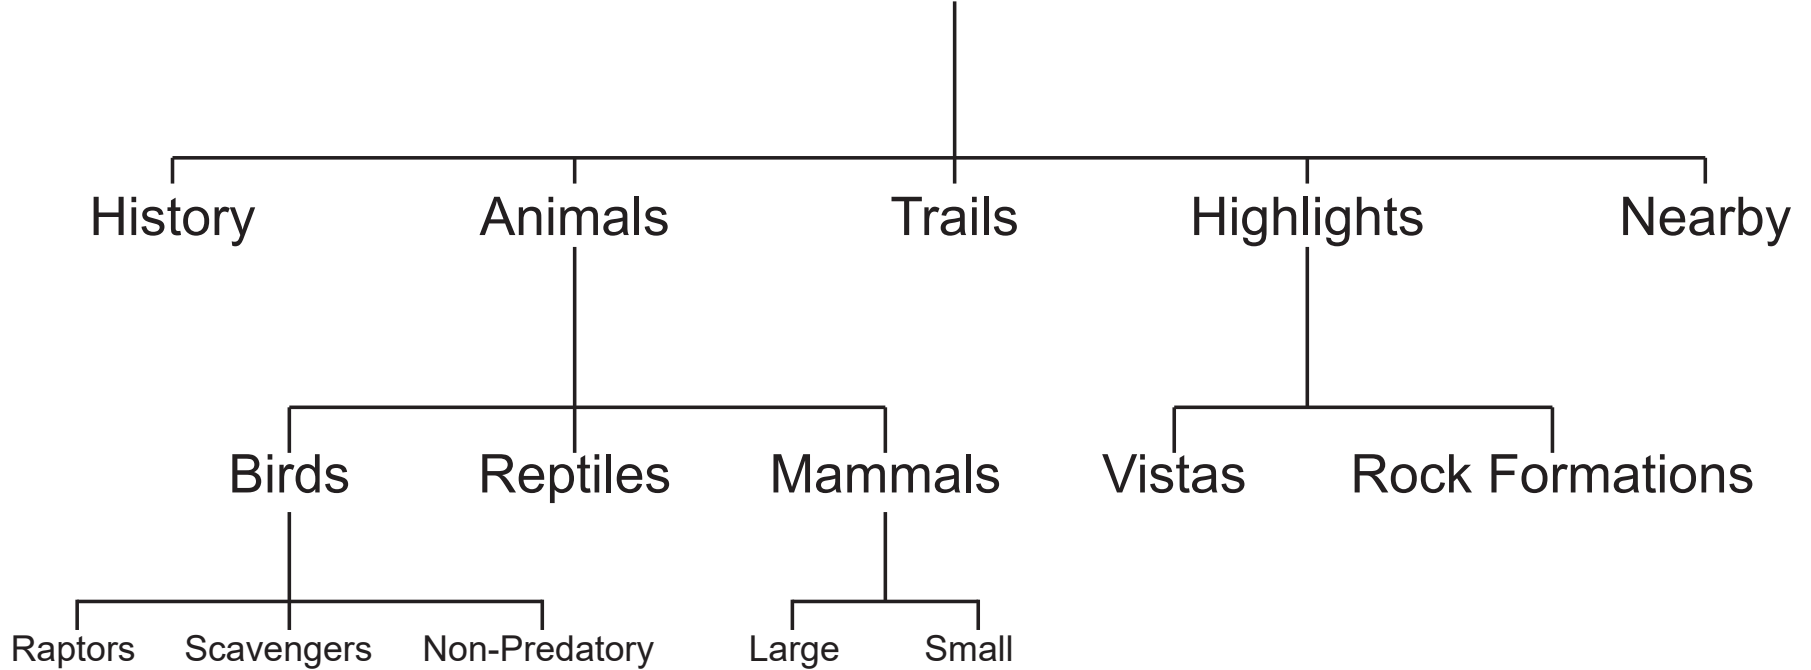 History Animals Trails Highlights Nearby
Birds Reptiles Mammals Vistas Rock Formations
Raptors Scavengers Non-Predatory Large Small